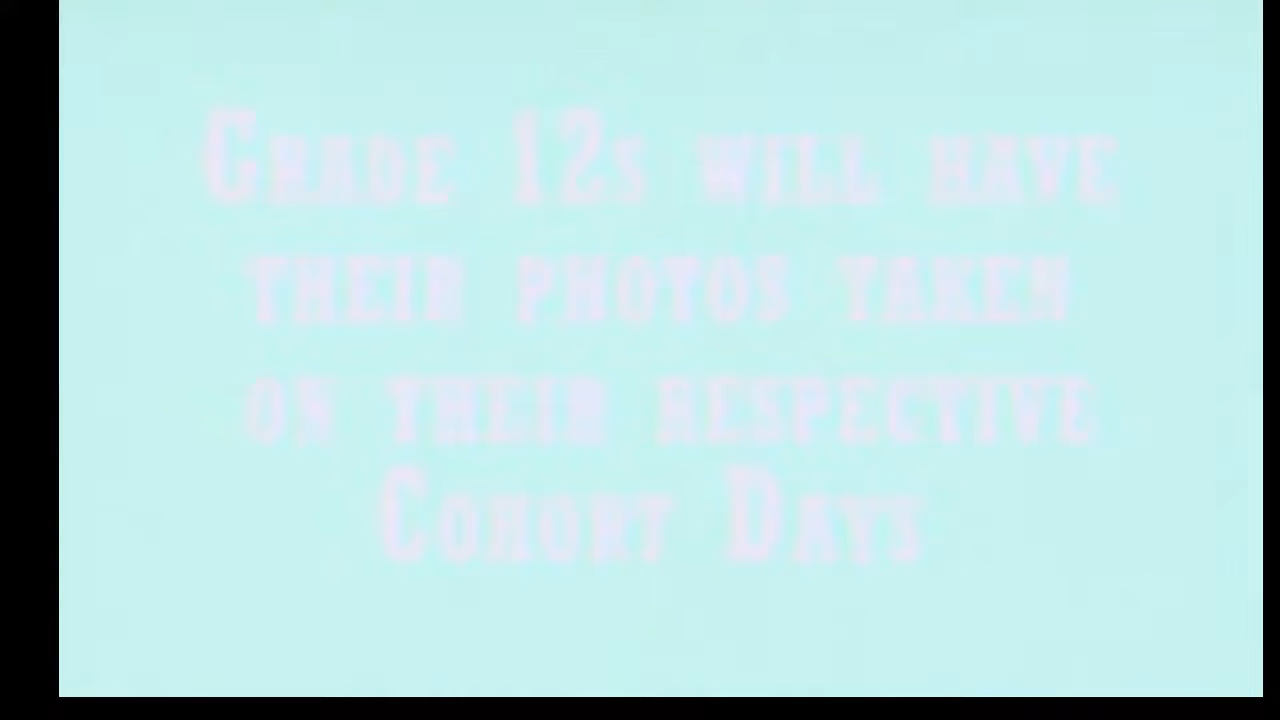 Grade 12s will have
their photos taken
on their respective
Cohort Days